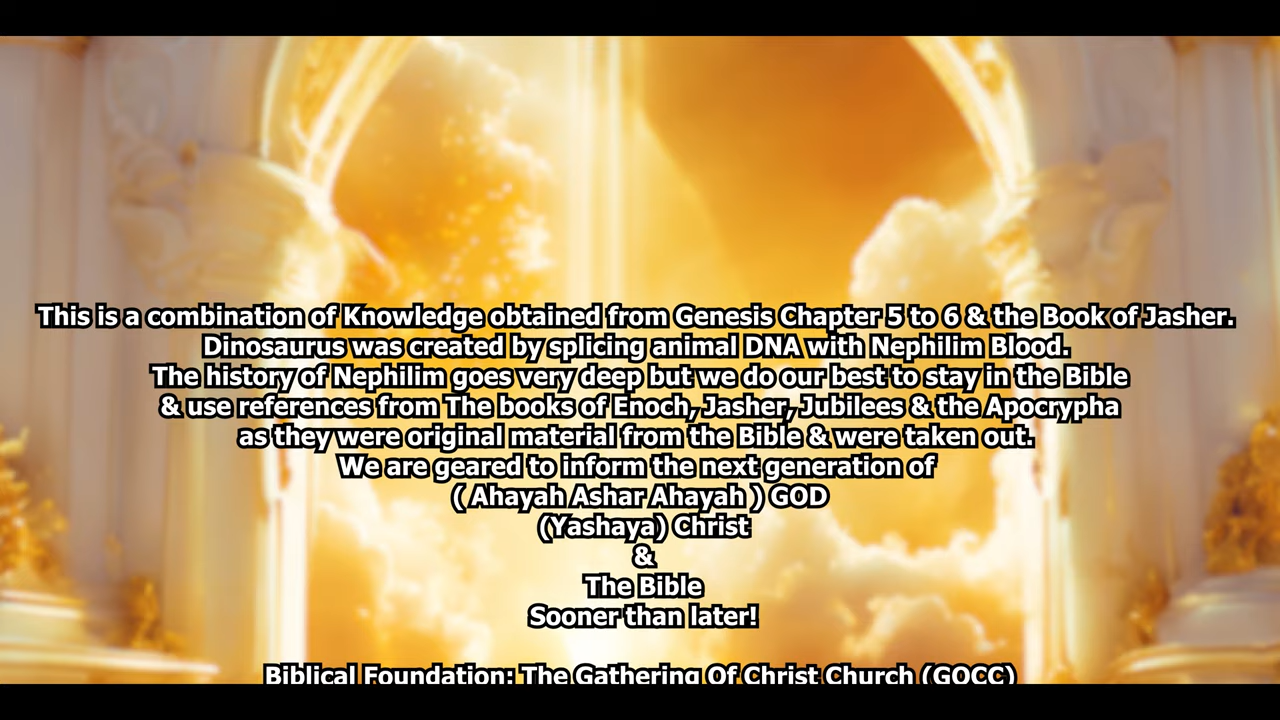 This is a combination of Knowledge obtained from Genesis Chapter 5 to 6 & the Book of Jasher.
Dinosaurus was created by splicing animal DNA with Nephilim Blood.
The history of Nephilim goes very deep but we do our best to stay in the Bible
& use references from The books of Enoch, Jasher, Jubilees & the Apocrypha
as they were original material from the Bible & were taken out.
We are geared to inform the next generation of
( Ahayah Ashar Ahayah ) GOD
(Yashaya) Christ
&
The Bible
Sooner than later!
Biblical Foundation: The Gathering Of Christ Church (GOCC)